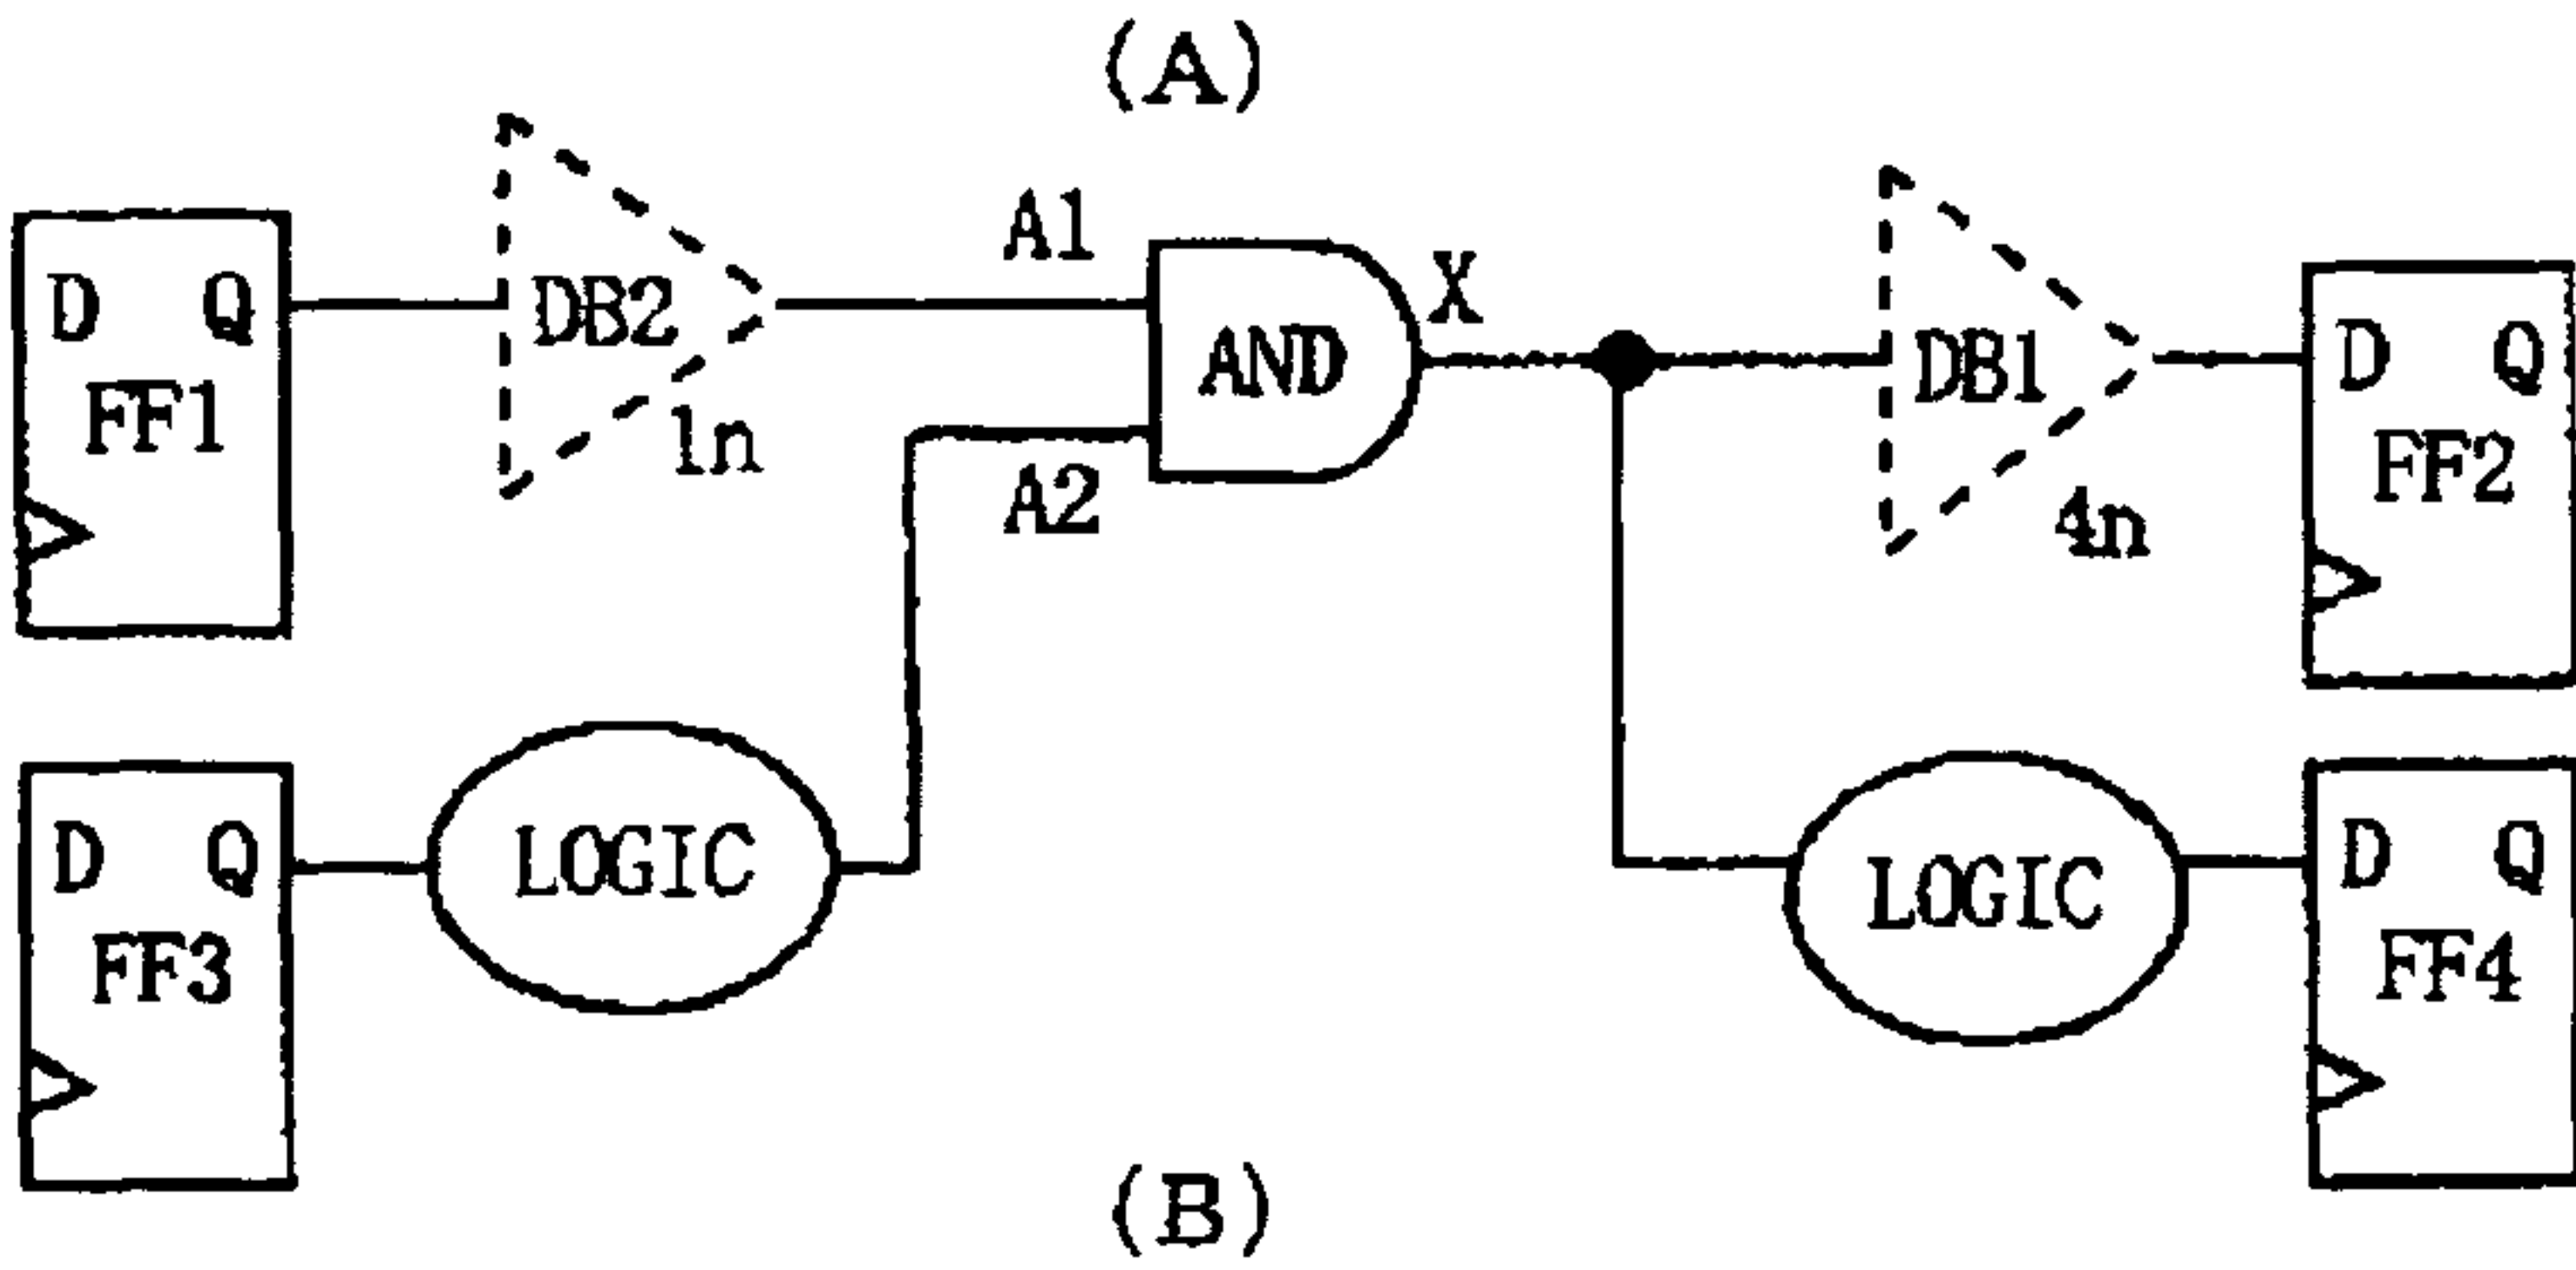 (A)
D Q
FF1
DB2
1n
A1
A2
AND
X
DB1
4n
D Q
FF2
D Q
FF3
LOGIC
LOGIC
D Q
FF4
(B)